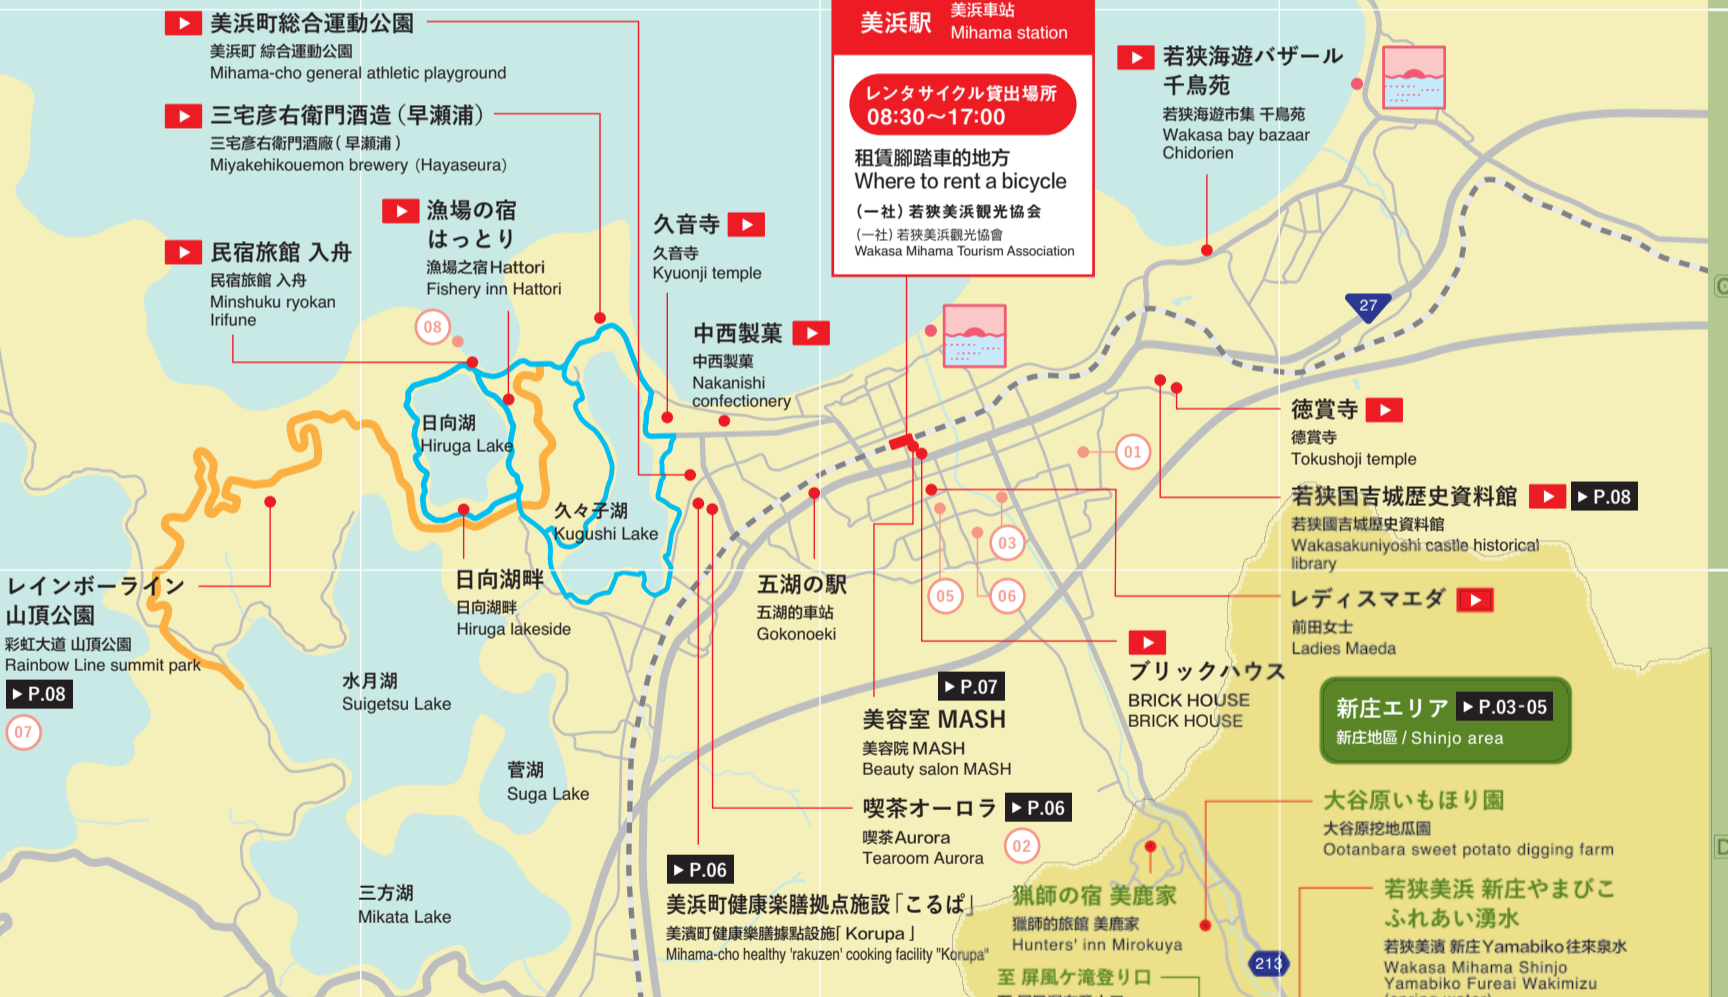 美浜町総合運動公園
美浜町 綜合運動公園
Mihama-cho general athletic playground
三宅彦右衛門酒造（早瀬浦）
三宅彦右衛門酒廠（早瀬浦）
Miyakehikouemon brewery (Hayaseura)
漁場の宿
はっとり
漁場之宿Hattori
Fishery inn Hattori
民宿旅館 入舟
民宿旅館 入舟
Minshuku ryokan
Irifune
08
久音寺
久音寺
Kyuonji temple
中西製菓
中西製菓
Nakanishi
confectionery
美浜駅
美浜車站
Mihama station
レンタサイクル貸出場所
08:30〜17:00
租賃腳踏車的地方
Where to rent a bicycle
（一社）若狭美浜観光協会
（一社）若狭美浜觀光協會
Wakasa Mihama Tourism Association
若狭海遊バザール
千鳥苑
若狭海遊市集 千鳥苑
Wakasa bay bazaar
Chidorien
27
日向湖
Hiruga Lake
久々子湖
Kugushi Lake
徳賞寺
德賞寺
Tokushoji temple
01
若狭国吉城歴史資料館
P.08
若狭國吉城歷史資料館
Wakasakuniyoshi castle historical
library
03
05
06
レディスマエダ
前田女士
Ladies Maeda
レインボーライン
山頂公園
彩虹大道 山頂公園
Rainbow Line summit park
P.08
07
日向湖畔
日向湖畔
Hiruga lakeside
五湖の駅
五湖的車站
Gokonoeki
ブリックハウス
BRICK HOUSE
BRICK HOUSE
水月湖
Suigetsu Lake
P.07
美容室 MASH
美容院 MASH
Beauty salon MASH
新庄エリア
P.03-05
新庄地區 / Shinjo area
菅湖
Suga Lake
喫茶オーロラ
P.06
喫茶Aurora
Tearoom Aurora
02
大谷原いもほり園
大谷原挖地瓜園
Ootanbara sweet potato digging farm
P.06
美浜町健康楽膳拠点施設「こるぱ」
美濱町健康樂膳據點設施「Korupa」
Mihama-cho healthy 'rakuzen' cooking facility "Korupa"
三方湖
Mikata Lake
猟師の宿 美鹿家
獵師的旅館 美鹿家
Hunters' inn Mirokuya
若狭美浜 新庄やまびこ
ふれあい湧水
若狭美濱 新庄Yamabiko往來泉水
Wakasa Mihama Shinjo
Yamabiko Fureai Wakimizu
213
至 屏風ケ滝登り口